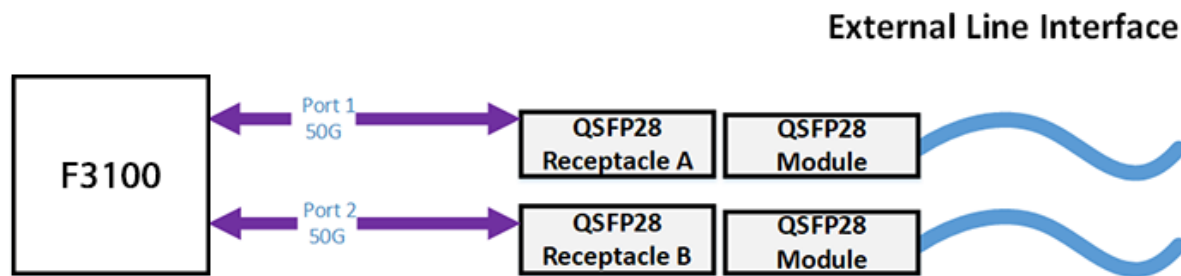 External Line Interface
F3100
Port 1
50G
QSFP28
Receptacle A
QSFP28
Module
Port 2
50G
QSFP28
Receptacle B
QSFP28
Module